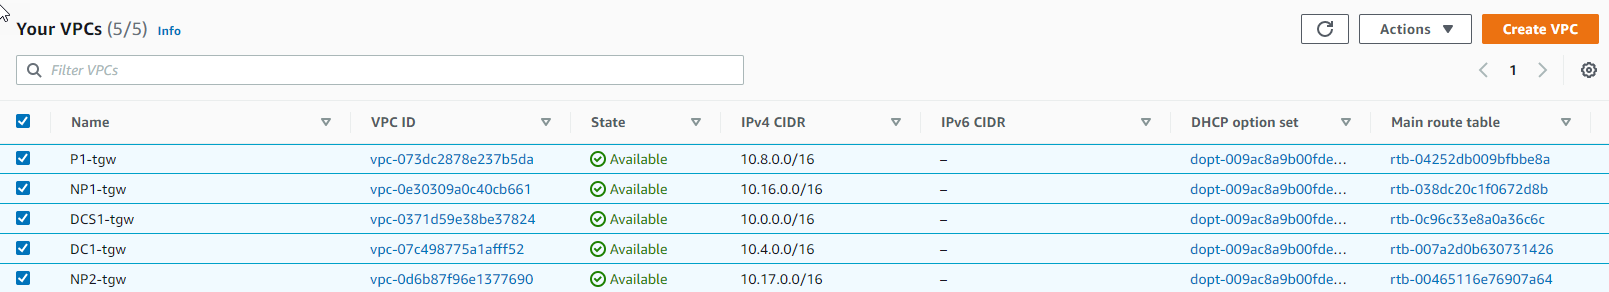 Your VPCs (5/5) Info
Actions Create VPC
Filter VPCs
1
Name VPC ID State IPv4 CIDR IPv6 CIDR DHCP option set Main route table
P1-tgw vpc-073dc2878e237b5da Available 10.8.0.0/16 – dopt-009ac8a9b00fde... rtb-04252db009bfbbe8a
NP1-tgw vpc-0e30309a0c40cb661 Available 10.16.0.0/16 – dopt-009ac8a9b00fde... rtb-038dc20c1f0672d8b
DCS1-tgw vpc-0371d59e38be37824 Available 10.0.0.0/16 – dopt-009ac8a9b00fde... rtb-0c96c33e8a0a36c6c
DC1-tgw vpc-07c498775a1afff52 Available 10.4.0.0/16 – dopt-009ac8a9b00fde... rtb-007a2d0b630731426
NP2-tgw vpc-0d6b87f96e1377690 Available 10.17.0.0/16 – dopt-009ac8a9b00fde... rtb-00465116e76907a64